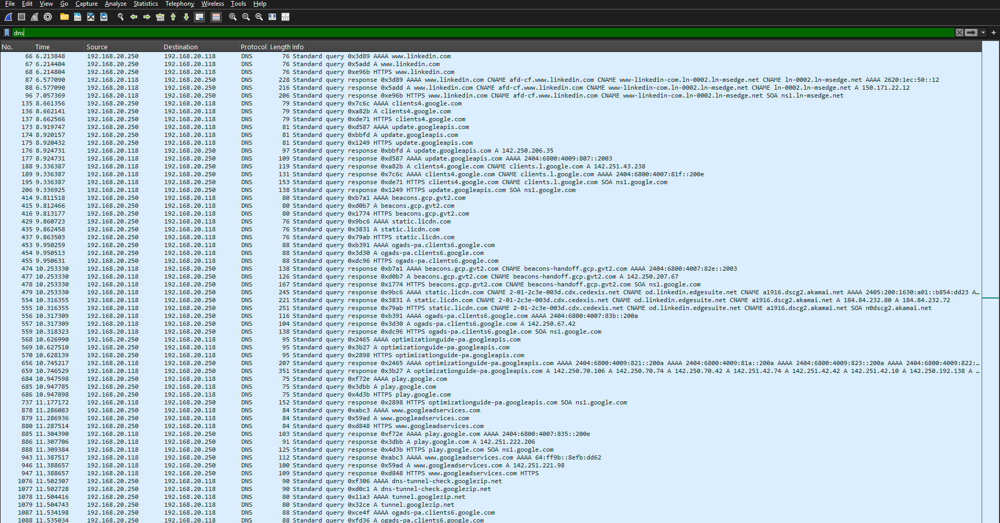 File Edit View Go Capture Analyze Statistics Telephony Wireless Tools Help
dns
No. Time Source Destination Protocol Length Info
66 6.213848 192.168.20.250 192.168.20.118 DNS 76 Standard query 0x3d89 AAAA www.linkedin.com
67 6.214404 192.168.20.250 192.168.20.118 DNS 76 Standard query 0x5add A www.linkedin.com
68 6.214804 192.168.20.250 192.168.20.118 DNS 76 Standard query 0xe96b HTTPS www.linkedin.com
87 6.577090 192.168.20.118 192.168.20.250 DNS 228 Standard query response 0x3d89 AAAA www.linkedin.com CNAME afd-cf.www.linkedin.com CNAME www-linkedin-com.ln-0002.ln-msedge.net CNAME ln-0002.ln-msedge.net AAAA 2620:1ec:50::12
88 6.577090 192.168.20.118 192.168.20.250 DNS 216 Standard query response 0x5add A www.linkedin.com CNAME afd-cf.www.linkedin.com CNAME www-linkedin-com.ln-0002.ln-msedge.net CNAME ln-0002.ln-msedge.net A 150.171.22.12
96 7.057369 192.168.20.118 192.168.20.250 DNS 206 Standard query response 0xe96b HTTPS www.linkedin.com CNAME afd-cf.www.linkedin.com CNAME www-linkedin-com.ln-0002.ln-msedge.net SOA ns1.ln-msedge.net
135 8.661356 192.168.20.250 192.168.20.118 DNS 79 Standard query 0x7c6c AAAA clients4.google.com
136 8.662141 192.168.20.250 192.168.20.118 DNS 79 Standard query 0xa82b A clients4.google.com
137 8.662566 192.168.20.250 192.168.20.118 DNS 79 Standard query 0xde71 HTTPS clients4.google.com
173 8.919747 192.168.20.250 192.168.20.118 DNS 81 Standard query 0xd587 AAAA update.googleapis.com
174 8.920157 192.168.20.250 192.168.20.118 DNS 81 Standard query 0xbbfd A update.googleapis.com
175 8.920432 192.168.20.250 192.168.20.118 DNS 81 Standard query 0x1249 HTTPS update.googleapis.com
176 8.924731 192.168.20.118 192.168.20.250 DNS 97 Standard query response 0xbbfd A update.googleapis.com A 142.250.206.35
177 8.924731 192.168.20.118 192.168.20.250 DNS 109 Standard query response 0xd587 AAAA update.googleapis.com AAAA 2404:6800:4009:807::2003
188 9.336387 192.168.20.118 192.168.20.250 DNS 119 Standard query response 0xa82b A clients4.google.com CNAME clients.l.google.com A 142.251.43.238
189 9.336387 192.168.20.118 192.168.20.250 DNS 131 Standard query response 0x7c6c AAAA clients4.google.com CNAME clients.l.google.com AAAA 2404:6800:4007:81f::200e
195 9.336387 192.168.20.118 192.168.20.250 DNS 153 Standard query response 0xde71 HTTPS clients4.google.com CNAME clients.l.google.com SOA ns1.google.com
206 9.336925 192.168.20.118 192.168.20.250 DNS 138 Standard query response 0x1249 HTTPS update.googleapis.com SOA ns1.google.com
414 9.811518 192.168.20.250 192.168.20.118 DNS 80 Standard query 0xb7a1 AAAA beacons.gcp.gvt2.com
415 9.812466 192.168.20.250 192.168.20.118 DNS 80 Standard query 0xd0b7 A beacons.gcp.gvt2.com
416 9.813177 192.168.20.250 192.168.20.118 DNS 80 Standard query 0x1774 HTTPS beacons.gcp.gvt2.com
429 9.860723 192.168.20.250 192.168.20.118 DNS 76 Standard query 0x9bc6 AAAA static.licdn.com
435 9.862458 192.168.20.250 192.168.20.118 DNS 76 Standard query 0x3831 A static.licdn.com
437 9.863503 192.168.20.250 192.168.20.118 DNS 76 Standard query 0x79ab HTTPS static.licdn.com
453 9.950259 192.168.20.250 192.168.20.118 DNS 88 Standard query 0xb391 AAAA ogads-pa.clients6.google.com
454 9.950513 192.168.20.250 192.168.20.118 DNS 88 Standard query 0x3d30 A ogads-pa.clients6.google.com
455 9.950631 192.168.20.250 192.168.20.118 DNS 88 Standard query 0xdc96 HTTPS ogads-pa.clients6.google.com
474 10.253330 192.168.20.118 192.168.20.250 DNS 138 Standard query response 0xb7a1 AAAA beacons.gcp.gvt2.com CNAME beacons-handoff.gcp.gvt2.com AAAA 2404:6800:4007:82e::2003
477 10.253330 192.168.20.118 192.168.20.250 DNS 126 Standard query response 0xd0b7 A beacons.gcp.gvt2.com CNAME beacons-handoff.gcp.gvt2.com A 142.250.207.67
478 10.253330 192.168.20.118 192.168.20.250 DNS 167 Standard query response 0x1774 HTTPS beacons.gcp.gvt2.com CNAME beacons-handoff.gcp.gvt2.com SOA ns1.google.com
479 10.253330 192.168.20.118 192.168.20.250 DNS 245 Standard query response 0x9bc6 AAAA static.licdn.com CNAME 2-01-2c3e-003d.cdx.cedexis.net CNAME od.linkedin.edgesuite.net CNAME a1916.dscg2.akamai.net AAAA 2405:200:1630:a01::b854:dd23 A…
554 10.316355 192.168.20.118 192.168.20.250 DNS 221 Standard query response 0x3831 A static.licdn.com CNAME 2-01-2c3e-003d.cdx.cedexis.net CNAME od.linkedin.edgesuite.net CNAME a1916.dscg2.akamai.net A 184.84.232.80 A 184.84.232.72
555 10.316355 192.168.20.118 192.168.20.250 DNS 251 Standard query response 0x79ab HTTPS static.licdn.com CNAME 2-01-2c3e-003d.cdx.cedexis.net CNAME od.linkedin.edgesuite.net CNAME a1916.dscg2.akamai.net SOA n0dscg2.akamai.net
556 10.317309 192.168.20.118 192.168.20.250 DNS 116 Standard query response 0xb391 AAAA ogads-pa.clients6.google.com AAAA 2404:6800:4007:83b::200a
557 10.317309 192.168.20.118 192.168.20.250 DNS 104 Standard query response 0x3d30 A ogads-pa.clients6.google.com A 142.250.67.42
559 10.318323 192.168.20.118 192.168.20.250 DNS 138 Standard query response 0xdc96 HTTPS ogads-pa.clients6.google.com SOA ns1.google.com
568 10.626990 192.168.20.250 192.168.20.118 DNS 95 Standard query 0x2465 AAAA optimizationguide-pa.googleapis.com
569 10.627510 192.168.20.250 192.168.20.118 DNS 95 Standard query 0x3b27 A optimizationguide-pa.googleapis.com
570 10.628139 192.168.20.250 192.168.20.118 DNS 95 Standard query 0x2898 HTTPS optimizationguide-pa.googleapis.com
656 10.745217 192.168.20.118 192.168.20.250 DNS 207 Standard query response 0x2465 AAAA optimizationguide-pa.googleapis.com AAAA 2404:6800:4009:821::200a AAAA 2404:6800:4009:81a::200a AAAA 2404:6800:4009:823::200a AAAA 2404:6800:4009:822:…
659 10.746529 192.168.20.118 192.168.20.250 DNS 351 Standard query response 0x3b27 A optimizationguide-pa.googleapis.com A 142.250.70.106 A 142.250.70.74 A 142.250.70.42 A 142.251.42.74 A 142.251.42.42 A 142.251.42.10 A 142.250.192.138 A …
684 10.947598 192.168.20.250 192.168.20.118 DNS 75 Standard query 0xf72e AAAA play.google.com
685 10.947785 192.168.20.250 192.168.20.118 DNS 75 Standard query 0x3dbb A play.google.com
686 10.947898 192.168.20.250 192.168.20.118 DNS 75 Standard query 0x4d3b HTTPS play.google.com
737 11.177172 192.168.20.118 192.168.20.250 DNS 152 Standard query response 0x2898 HTTPS optimizationguide-pa.googleapis.com SOA ns1.google.com
878 11.286083 192.168.20.250 192.168.20.118 DNS 84 Standard query 0xabc3 AAAA www.googleadservices.com
879 11.286936 192.168.20.250 192.168.20.118 DNS 84 Standard query 0x59ad A www.googleadservices.com
880 11.287514 192.168.20.250 192.168.20.118 DNS 84 Standard query 0xd848 HTTPS www.googleadservices.com
885 11.304390 192.168.20.118 192.168.20.250 DNS 103 Standard query response 0xf72e AAAA play.google.com AAAA 2404:6800:4007:835::200e
886 11.307706 192.168.20.118 192.168.20.250 DNS 91 Standard query response 0x3dbb A play.google.com A 142.251.222.206
888 11.309384 192.168.20.118 192.168.20.250 DNS 125 Standard query response 0x4d3b HTTPS play.google.com SOA ns1.google.com
943 11.387517 192.168.20.118 192.168.20.250 DNS 112 Standard query response 0xabc3 AAAA www.googleadservices.com AAAA 64:ff9b::8efb:dd62
946 11.388657 192.168.20.118 192.168.20.250 DNS 100 Standard query response 0x59ad A www.googleadservices.com A 142.251.221.98
947 11.388657 192.168.20.118 192.168.20.250 DNS 109 Standard query response 0xd848 HTTPS www.googleadservices.com HTTPS
1076 11.502307 192.168.20.250 192.168.20.118 DNS 90 Standard query 0xf306 AAAA dns-tunnel-check.googlezip.net
1077 11.502728 192.168.20.250 192.168.20.118 DNS 90 Standard query 0xd0c1 A dns-tunnel-check.googlezip.net
1078 11.504416 192.168.20.250 192.168.20.118 DNS 80 Standard query 0x11a3 AAAA tunnel.googlezip.net
1079 11.504743 192.168.20.250 192.168.20.118 DNS 80 Standard query 0x32ce A tunnel.googlezip.net
1087 11.534198 192.168.20.250 192.168.20.118 DNS 88 Standard query 0xce4f AAAA ogads-pa.clients6.google.com
1088 11.535034 192.168.20.250 192.168.20.118 DNS 88 Standard query 0xfd36 A ogads-pa.clients6.google.com